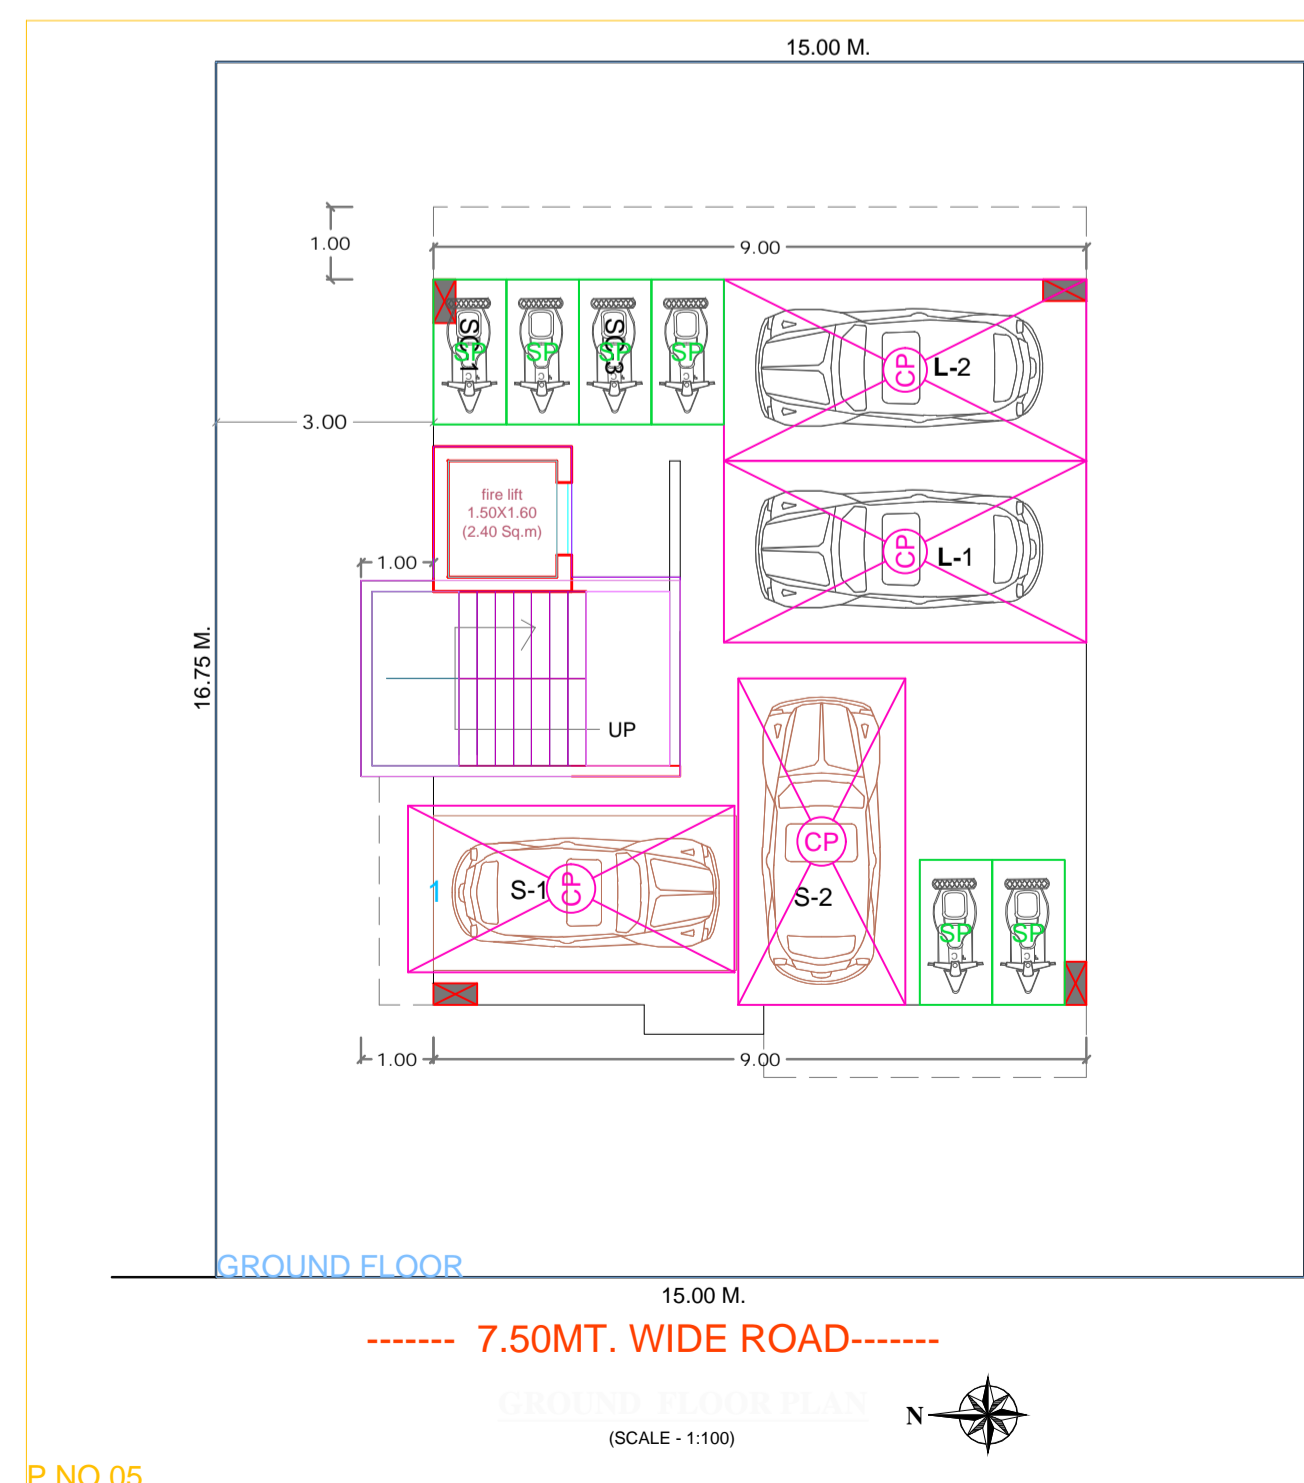 15.00 M.
1.00
9.00
SC 1
SP
SP
SC 3
SP
SP
CP
L-2
3.00
fire lift
1.50X1.60
(2.40 Sq.m)
CP
L-1
1.00
16.75 M.
UP
CP
1
S-1
CP
S-2
SP
SP
1.00
9.00
GROUND FLOOR
15.00 M.
------- 7.50MT. WIDE ROAD-------
GROUND FLOOR PLAN
N
(SCALE - 1:100)
P NO 05